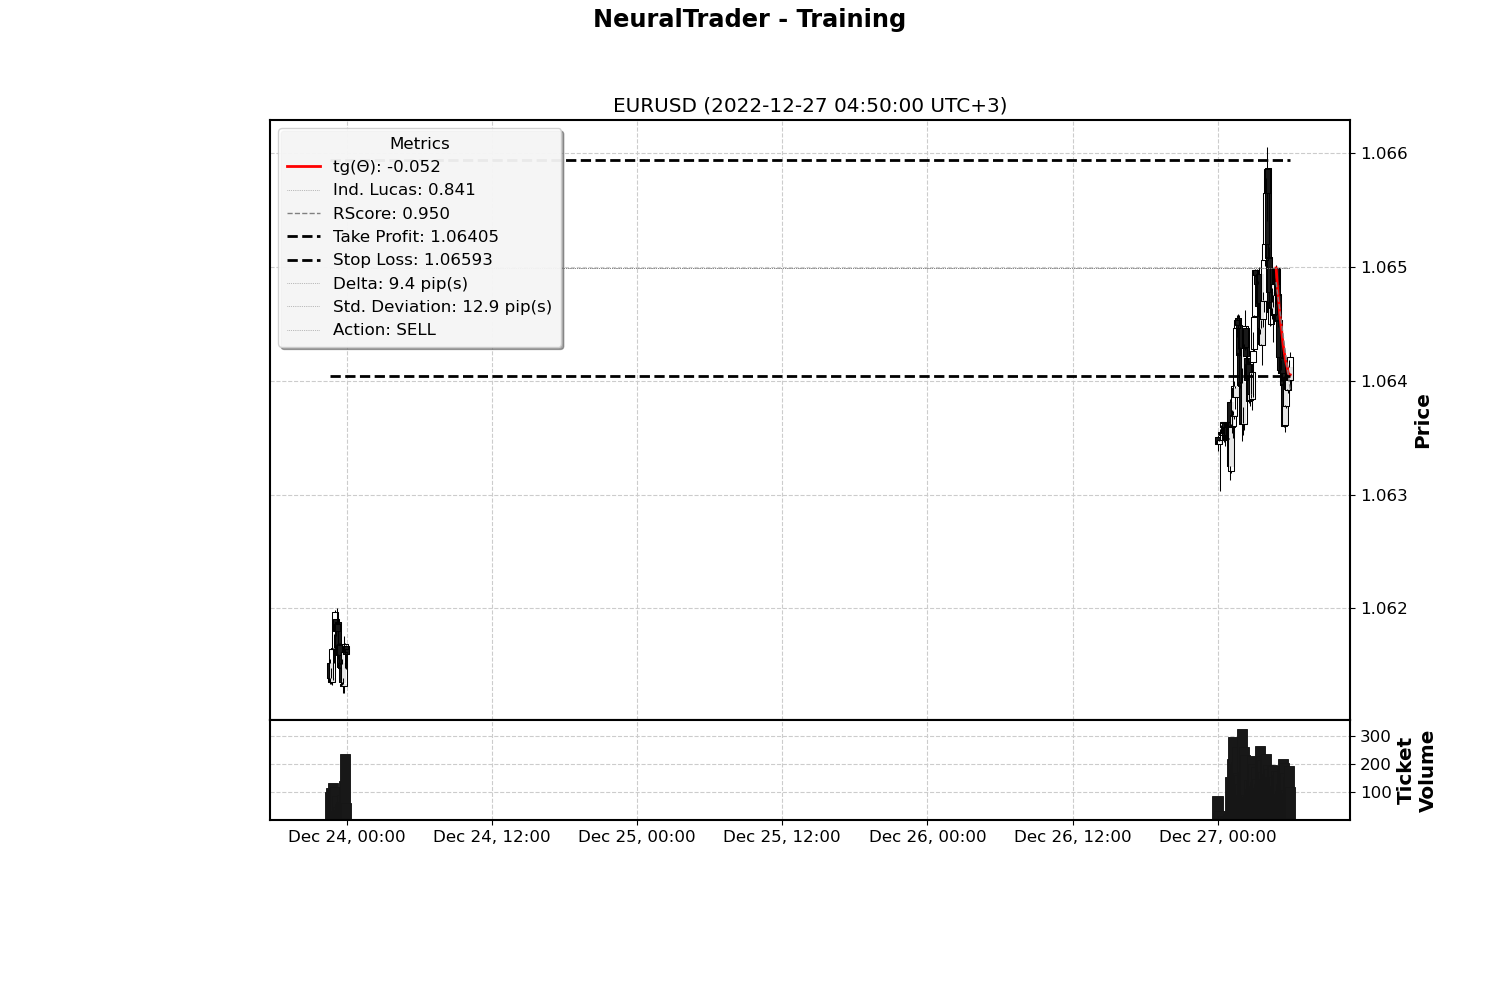 NeuralTrader - Training
EURUSD (2022-12-27 04:50:00 UTC+3)
Metrics
tg(Θ): -0.052
Ind. Lucas: 0.841
RScore: 0.950
Take Profit: 1.06405
Stop Loss: 1.06593
Delta: 9.4 pip(s)
Std. Deviation: 12.9 pip(s)
Action: SELL
1.066
1.065
1.064
1.063
1.062
Price
300
200
100
Ticket
Volume
Dec 24, 00:00
Dec 24, 12:00
Dec 25, 00:00
Dec 25, 12:00
Dec 26, 00:00
Dec 26, 12:00
Dec 27, 00:00